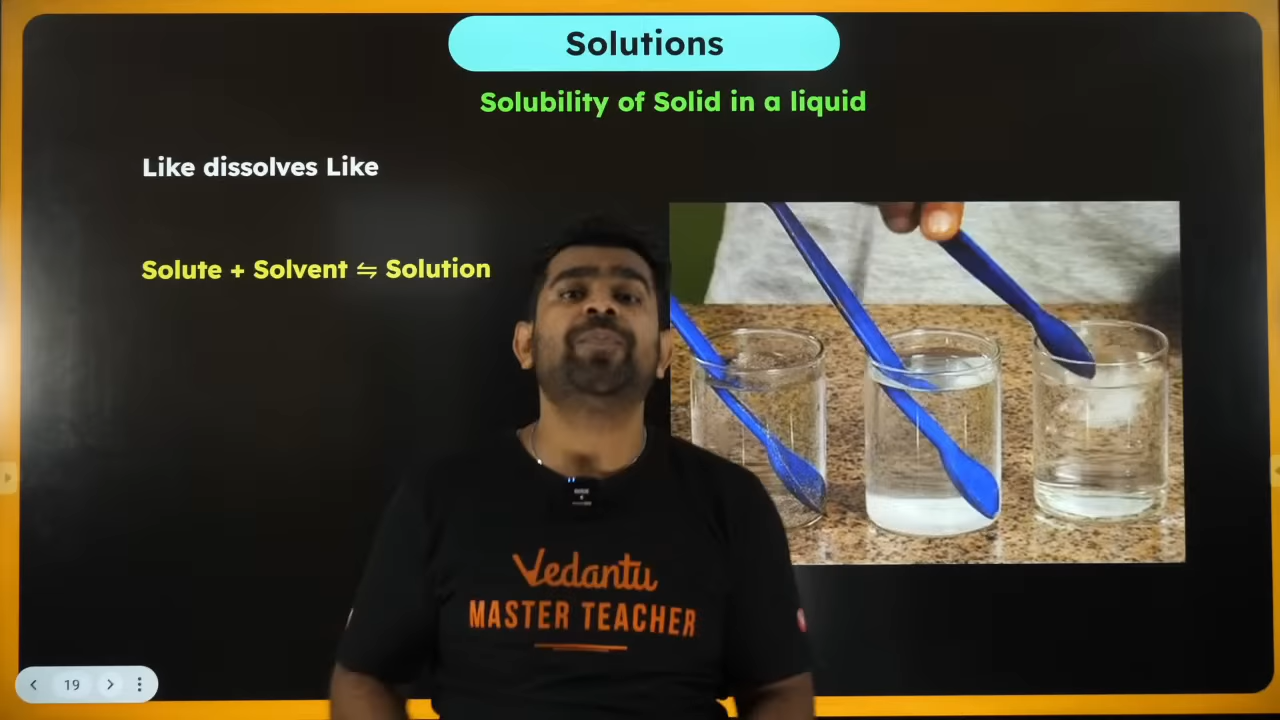 Solutions
Solubility of Solid in a liquid
Like dissolves Like
Solute + Solvent ⇋ Solution
Vedantu
MASTER TEACHER
19